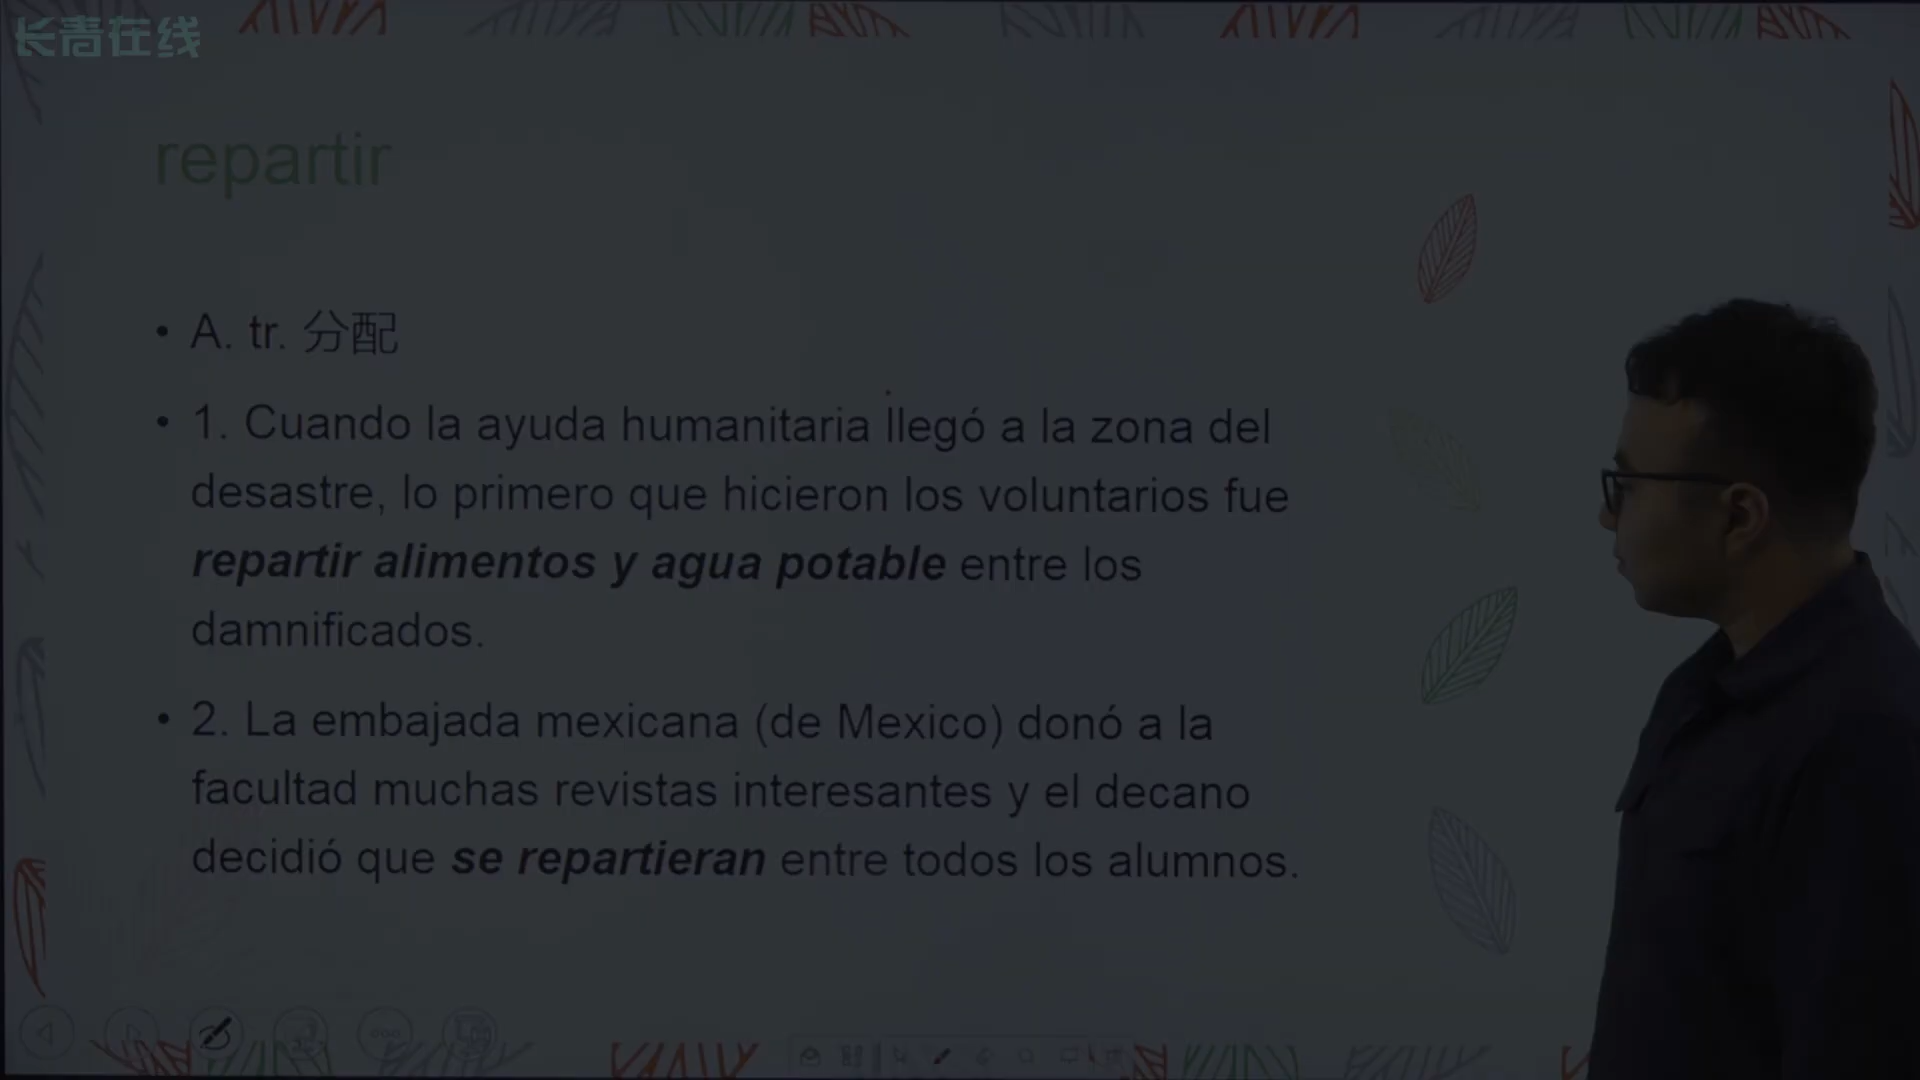 长青在线
repartir
• A. tr. 分配
• 1. Cuando la ayuda humanitaria llegó a la zona del
desastre, lo primero que hicieron los voluntarios fue
repartir alimentos y agua potable entre los
damnificados.
• 2. La embajada mexicana (de Mexico) donó a la
facultad muchas revistas interesantes y el decano
decidió que se repartieran entre todos los alumnos.